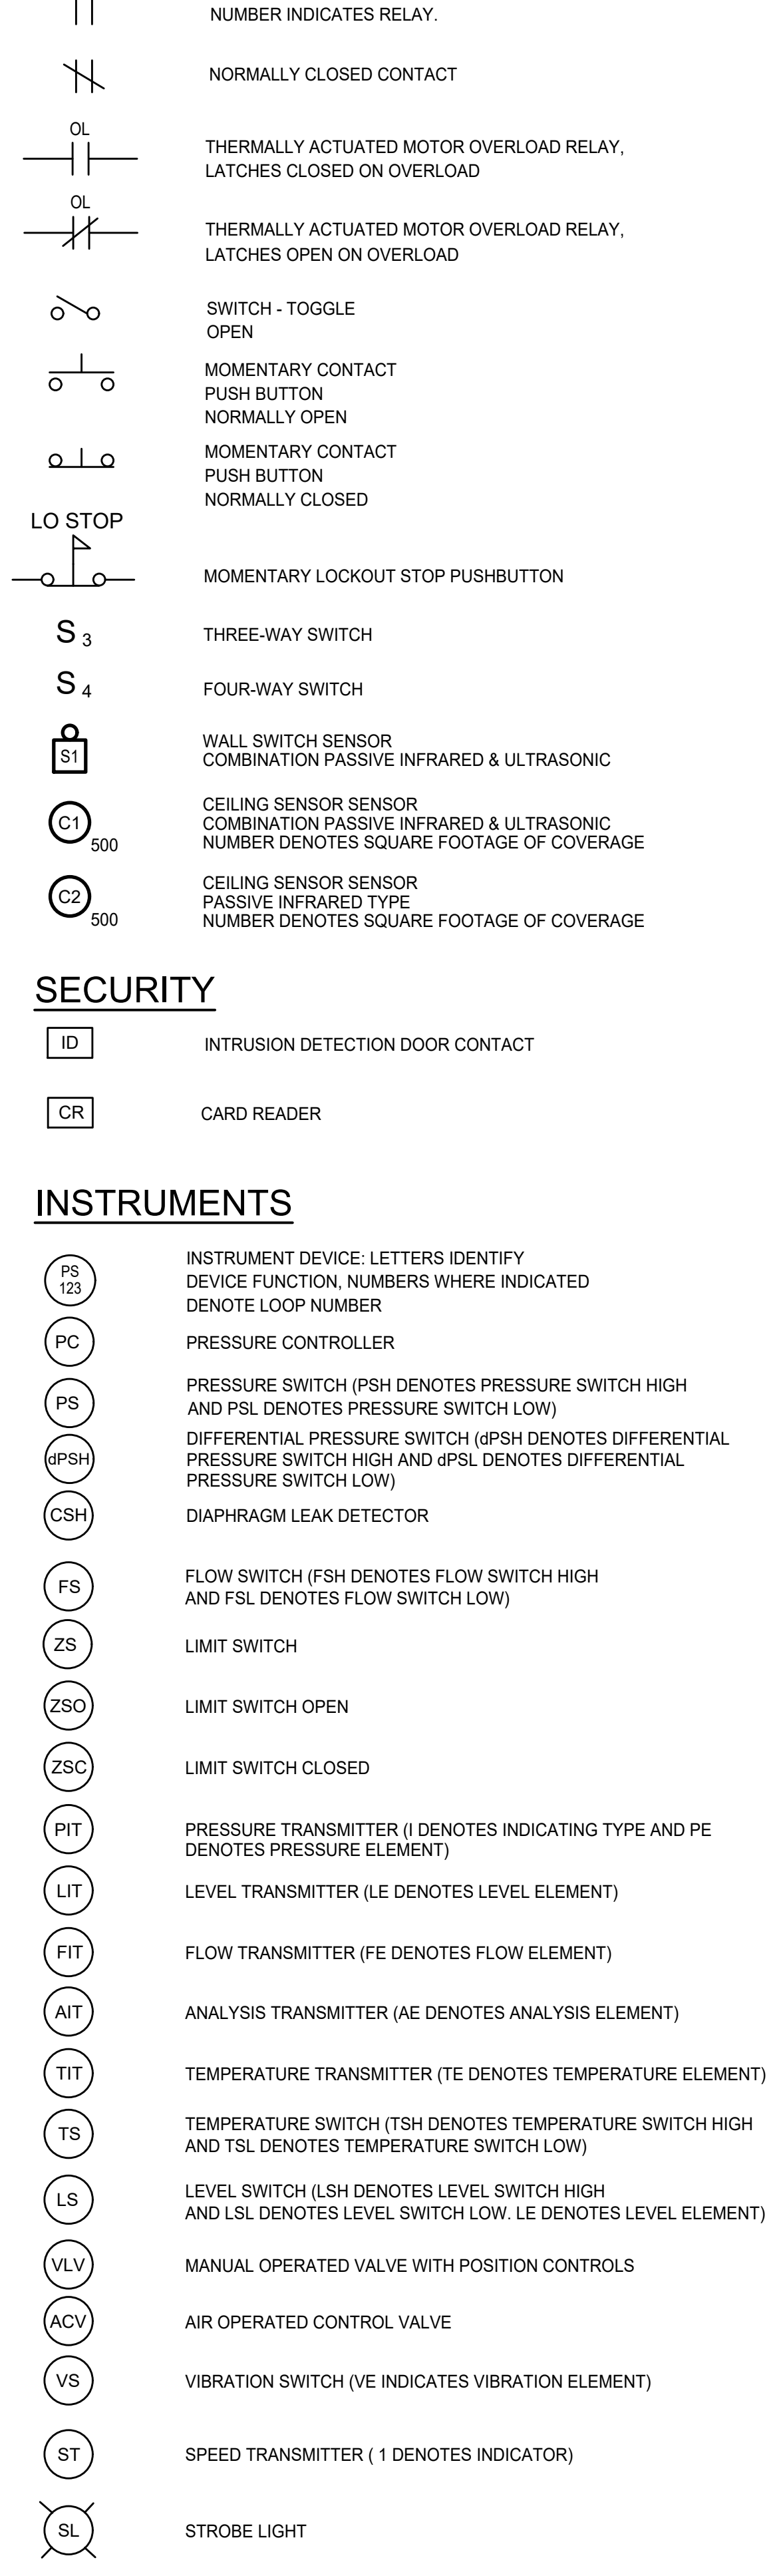 NUMBER INDICATES RELAY.
NORMALLY CLOSED CONTACT
OL
THERMALLY ACTUATED MOTOR OVERLOAD RELAY,
LATCHES CLOSED ON OVERLOAD
OL
THERMALLY ACTUATED MOTOR OVERLOAD RELAY,
LATCHES OPEN ON OVERLOAD
SWITCH - TOGGLE
OPEN
MOMENTARY CONTACT
PUSH BUTTON
NORMALLY OPEN
MOMENTARY CONTACT
PUSH BUTTON
NORMALLY CLOSED
LO STOP
MOMENTARY LOCKOUT STOP PUSHBUTTON
S 3 THREE-WAY SWITCH
S 4 FOUR-WAY SWITCH
WALL SWITCH SENSOR
S1 COMBINATION PASSIVE INFRARED & ULTRASONIC
CEILING SENSOR SENSOR
C1 COMBINATION PASSIVE INFRARED & ULTRASONIC
500 NUMBER DENOTES SQUARE FOOTAGE OF COVERAGE
CEILING SENSOR SENSOR
C2 PASSIVE INFRARED TYPE
500 NUMBER DENOTES SQUARE FOOTAGE OF COVERAGE
SECURITY
ID INTRUSION DETECTION DOOR CONTACT
CR CARD READER
INSTRUMENTS
PS
123
INSTRUMENT DEVICE: LETTERS IDENTIFY
DEVICE FUNCTION, NUMBERS WHERE INDICATED
DENOTE LOOP NUMBER
PC PRESSURE CONTROLLER
PS PRESSURE SWITCH (PSH DENOTES PRESSURE SWITCH HIGH
AND PSL DENOTES PRESSURE SWITCH LOW)
dPSH DIFFERENTIAL PRESSURE SWITCH (dPSH DENOTES DIFFERENTIAL
PRESSURE SWITCH HIGH AND dPSL DENOTES DIFFERENTIAL
PRESSURE SWITCH LOW)
CSH DIAPHRAGM LEAK DETECTOR
FS FLOW SWITCH (FSH DENOTES FLOW SWITCH HIGH
AND FSL DENOTES FLOW SWITCH LOW)
ZS LIMIT SWITCH
ZSO LIMIT SWITCH OPEN
ZSC LIMIT SWITCH CLOSED
PIT PRESSURE TRANSMITTER (I DENOTES INDICATING TYPE AND PE
DENOTES PRESSURE ELEMENT)
LIT LEVEL TRANSMITTER (LE DENOTES LEVEL ELEMENT)
FIT FLOW TRANSMITTER (FE DENOTES FLOW ELEMENT)
AIT ANALYSIS TRANSMITTER (AE DENOTES ANALYSIS ELEMENT)
TIT TEMPERATURE TRANSMITTER (TE DENOTES TEMPERATURE ELEMENT)
TS TEMPERATURE SWITCH (TSH DENOTES TEMPERATURE SWITCH HIGH
AND TSL DENOTES TEMPERATURE SWITCH LOW)
LS LEVEL SWITCH (LSH DENOTES LEVEL SWITCH HIGH
AND LSL DENOTES LEVEL SWITCH LOW. LE DENOTES LEVEL ELEMENT)
VLV MANUAL OPERATED VALVE WITH POSITION CONTROLS
ACV AIR OPERATED CONTROL VALVE
VS VIBRATION SWITCH (VE INDICATES VIBRATION ELEMENT)
ST SPEED TRANSMITTER ( 1 DENOTES INDICATOR)
SL STROBE LIGHT